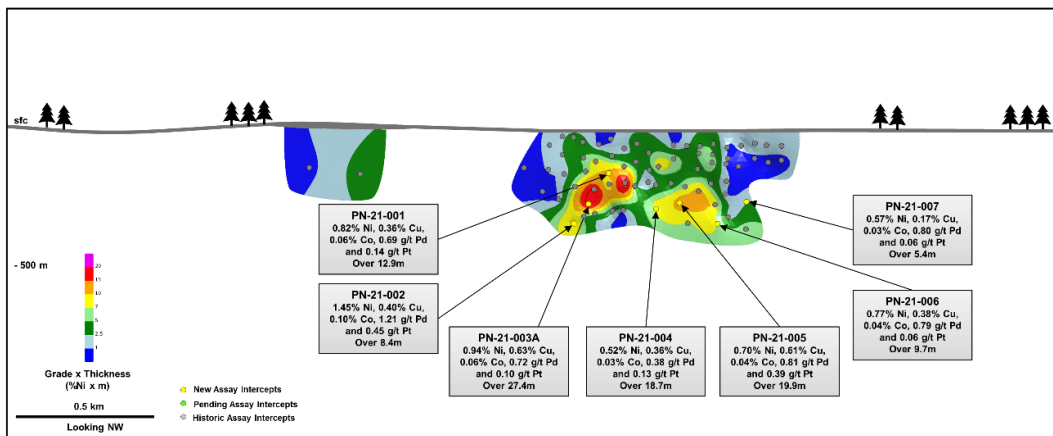 sfc
- 500 m
PN-21-001
0.82% Ni, 0.36% Cu,
0.06% Co, 0.69 g/t Pd
and 0.14 g/t Pt
Over 12.9m
PN-21-002
1.45% Ni, 0.40% Cu,
0.10% Co, 1.21 g/t Pd
and 0.45 g/t Pt
Over 8.4m
PN-21-003A
0.94% Ni, 0.63% Cu,
0.06% Co, 0.72 g/t Pd
and 0.10 g/t Pt
Over 27.4m
PN-21-004
0.52% Ni, 0.36% Cu,
0.03% Co, 0.38 g/t Pd
and 0.13 g/t Pt
Over 18.7m
PN-21-005
0.70% Ni, 0.61% Cu,
0.04% Co, 0.81 g/t Pd
and 0.39 g/t Pt
Over 19.9m
PN-21-007
0.57% Ni, 0.17% Cu,
0.03% Co, 0.80 g/t Pd
and 0.06 g/t Pt
Over 5.4m
PN-21-006
0.77% Ni, 0.38% Cu,
0.04% Co, 0.79 g/t Pd
and 0.06 g/t Pt
Over 9.7m
20
15
10
7
5
2.5
1
Grade x Thickness
(%Ni x m)
0.5 km
Looking NW
New Assay Intercepts
Pending Assay Intercepts
Historic Assay Intercepts